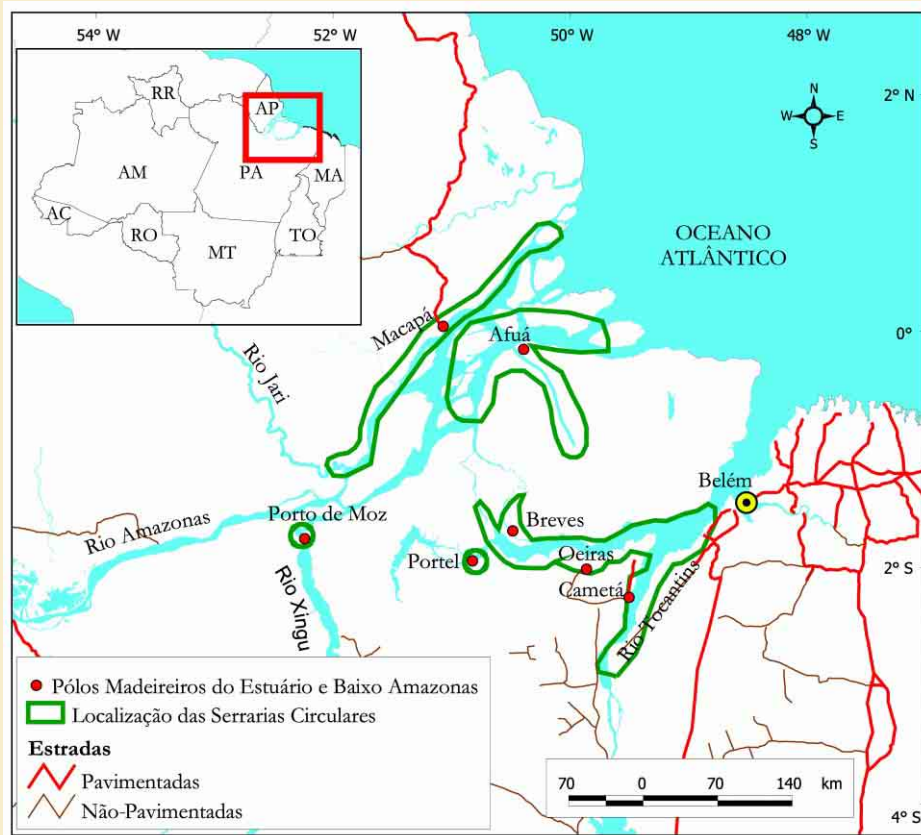 54° W
52° W
50° W
48° W
N
W
E
S
2° N
RR
AP
AM
PA
MA
AC
RO
TO
MT
OCEANO
ATLÂNTICO
Macapá
Afuá
0°
Rio Jari
Belém
Porto de Moz
Rio Amazonas
Breves
Portel
Oeiras
2° S
Cametá
Rio Xingu
Rio Tocantins
Pólos Madeireiros do Estuário e Baixo Amazonas
Localização das Serrarias Circulares
Estradas
Pavimentadas
Não-Pavimentadas
70 0 70 140 km
4° S